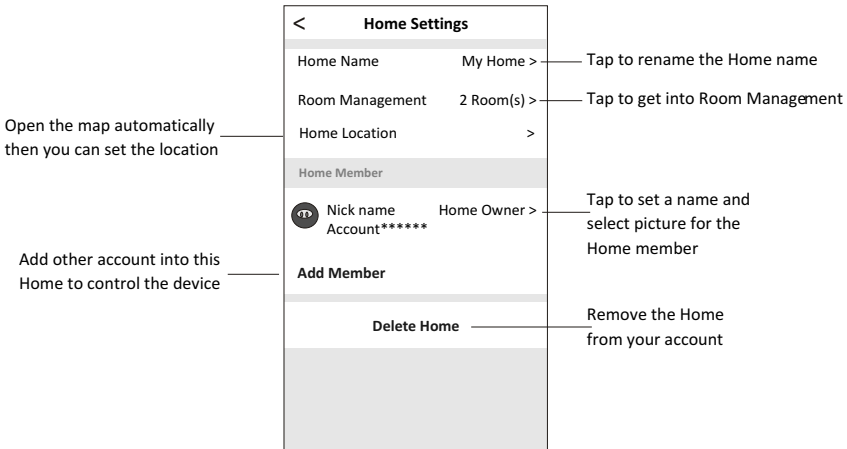 < Home Settings
Home Name My Home >
Tap to rename the Home name
Room Management 2 Room(s) >
Tap to get into Room Management
Open the map automatically
then you can set the location
Home Location >
Home Member
Nick name Home Owner >
Account******
Tap to set a name and
select picture for the
Home member
Add other account into this
Home to control the device
Add Member
Delete Home
Remove the Home
from your account